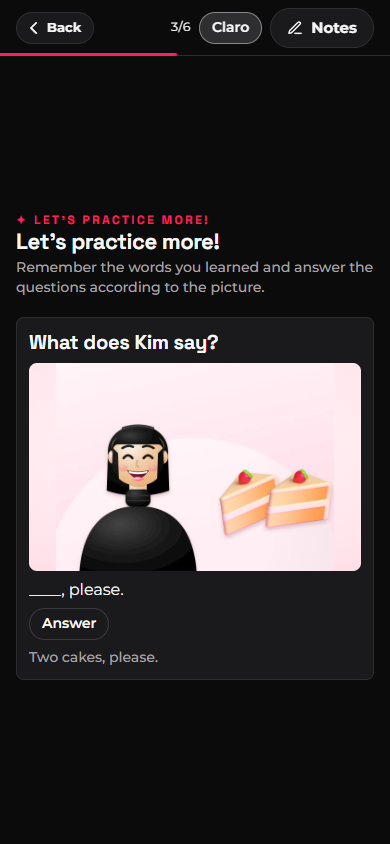 Back
3/6
Claro
Notes
✦ LET'S PRACTICE MORE!
Let's practice more!
Remember the words you learned and answer the
questions according to the picture.
What does Kim say?
____, please.
Answer
Two cakes, please.